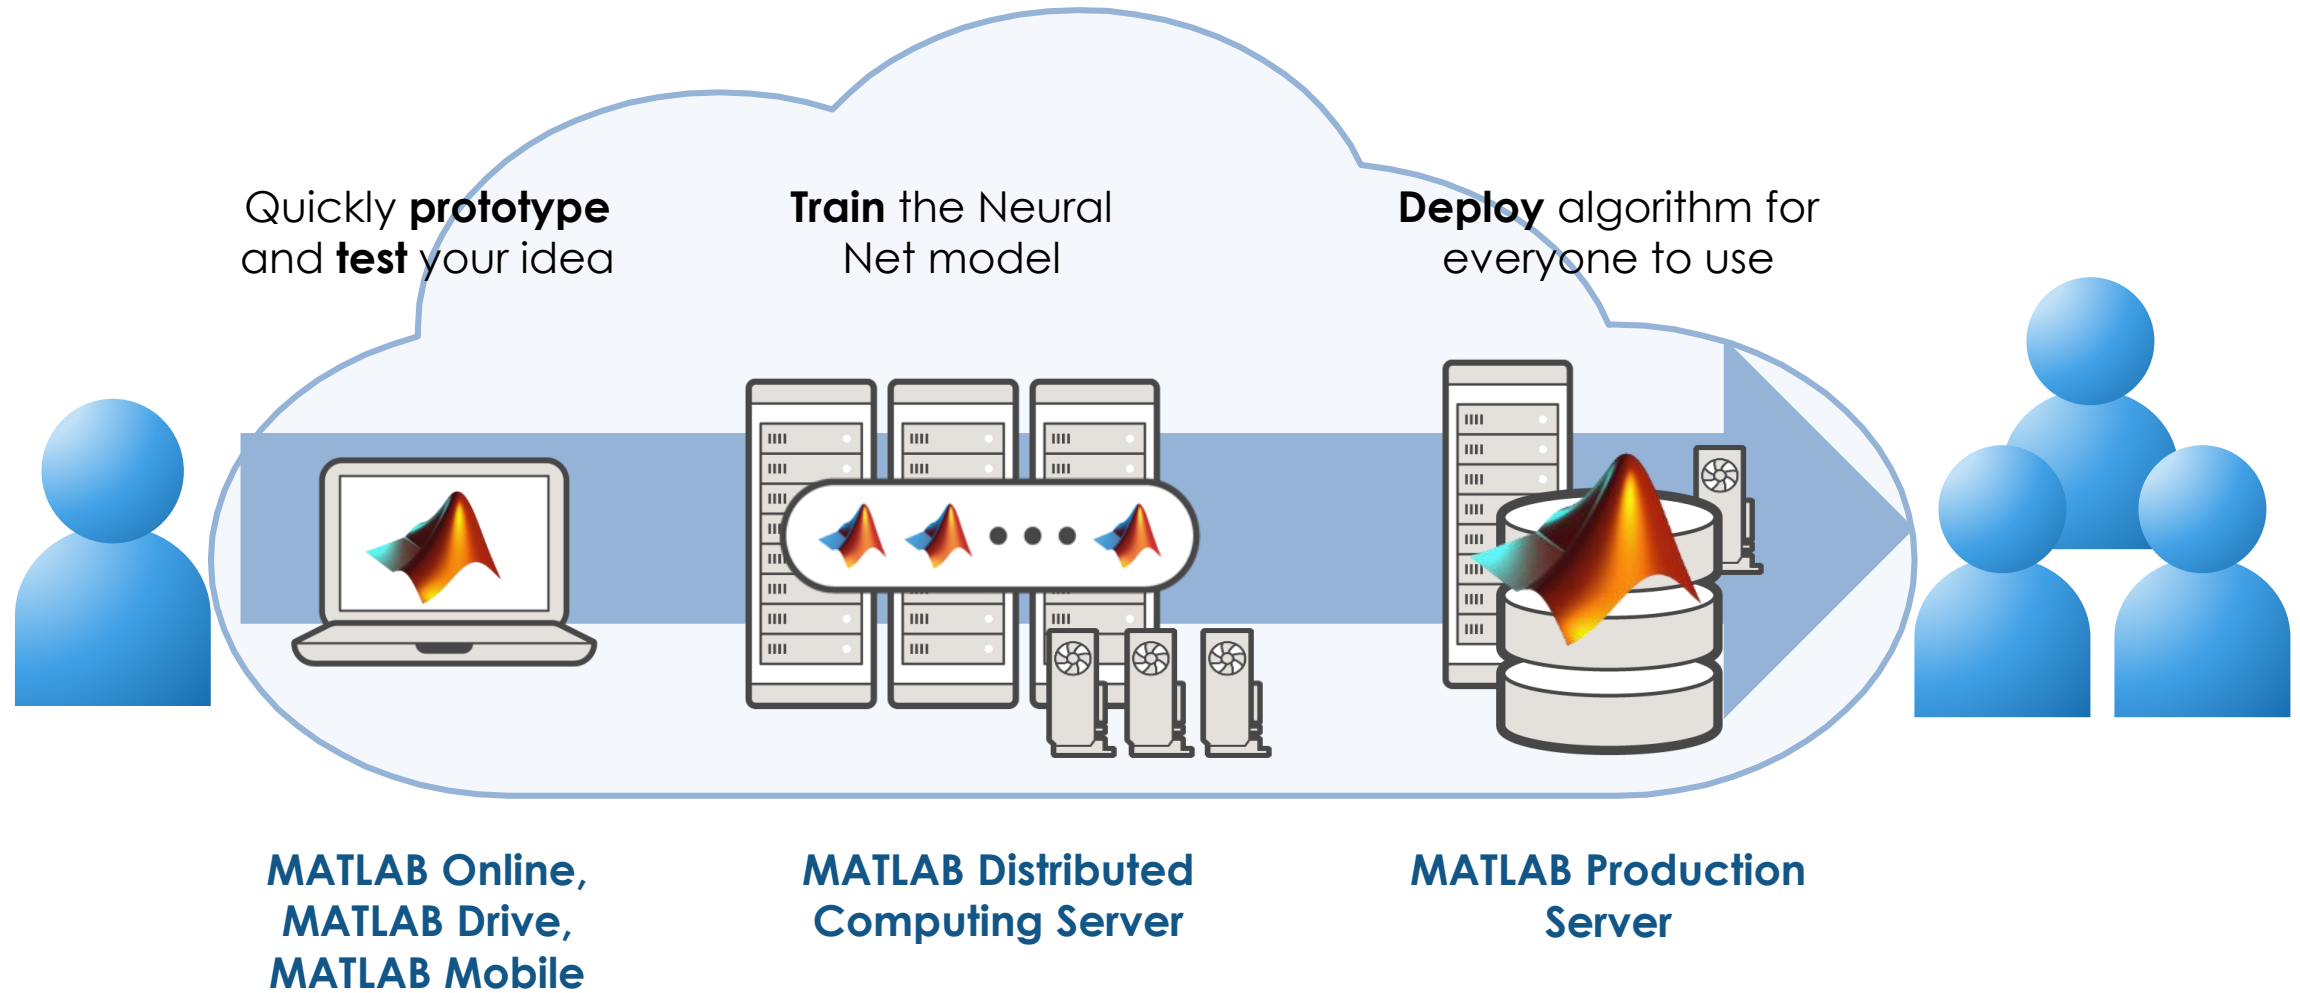 Quickly prototype
and test your idea
Train the Neural
Net model
Deploy algorithm for
everyone to use
MATLAB Online,
MATLAB Drive,
MATLAB Mobile
MATLAB Distributed
Computing Server
MATLAB Production
Server